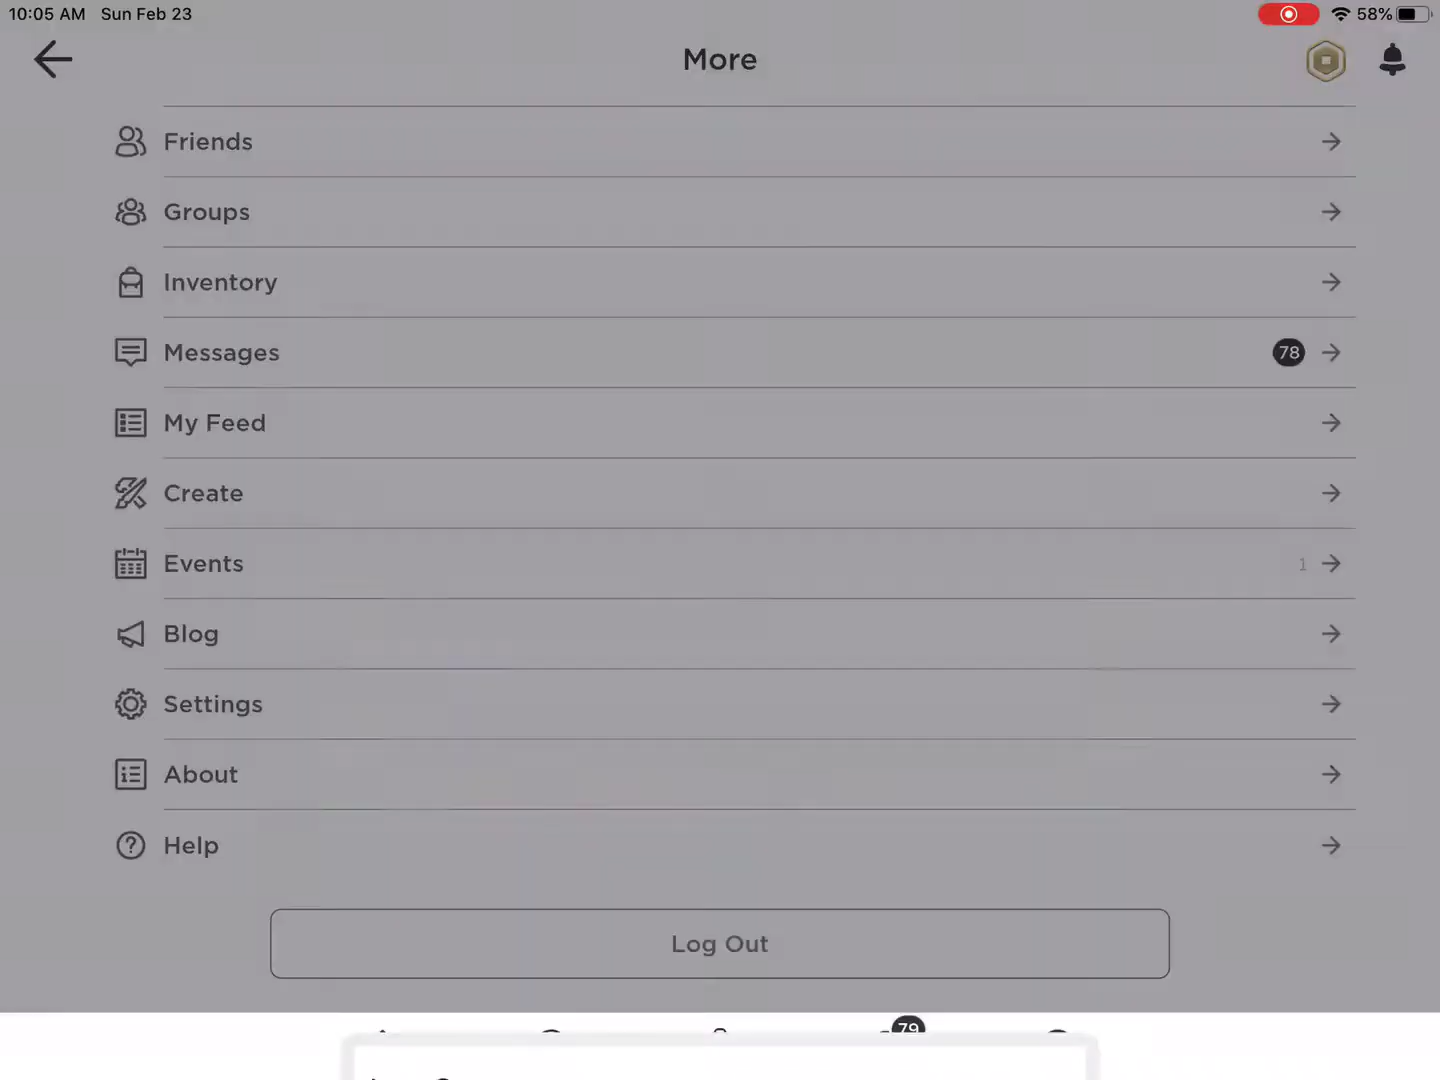 10:05 AM Sun Feb 23
58%
More
Friends
Groups
Inventory
Messages
78
My Feed
Create
Events
1
Blog
Settings
About
Help
Log Out
79